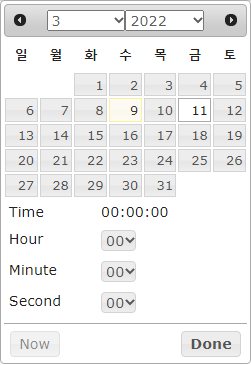 3 2022
일 월 화 수 목 금 토
1 2 3 4 5
6 7 8 9 10 11 12
13 14 15 16 17 18 19
20 21 22 23 24 25 26
27 28 29 30 31
Time 00:00:00
Hour 00
Minute 00
Second 00
Now Done